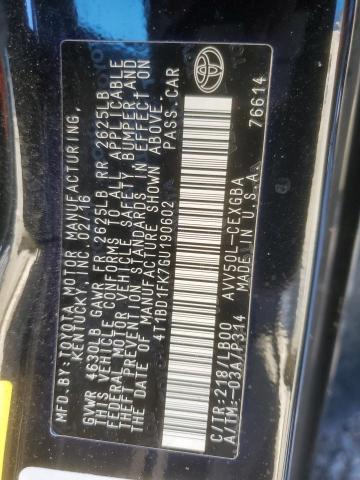 MFD.BY:TOYOTA MOTOR MANUFACTURING,
KENTUCKY, INC 02/16
GVWR 4630LB GAWR FR 2625LB RR 2625LB
THIS VEHICLE CONFORMS TO ALL APPLICABLE
FEDERAL MOTOR VEHICLE SAFETY, BUMPER AND
THEFT PREVENTION STANDARDS IN EFFECT ON
THE DATE OF MANUFACTURE SHOWN ABOVE.
4T1BD1FK7GU190602 PASS.CAR
C/TR:218/LB00 AVV50L-CEXGBA
A/TM:-03A/P314 MADE IN U.S.A.
76614